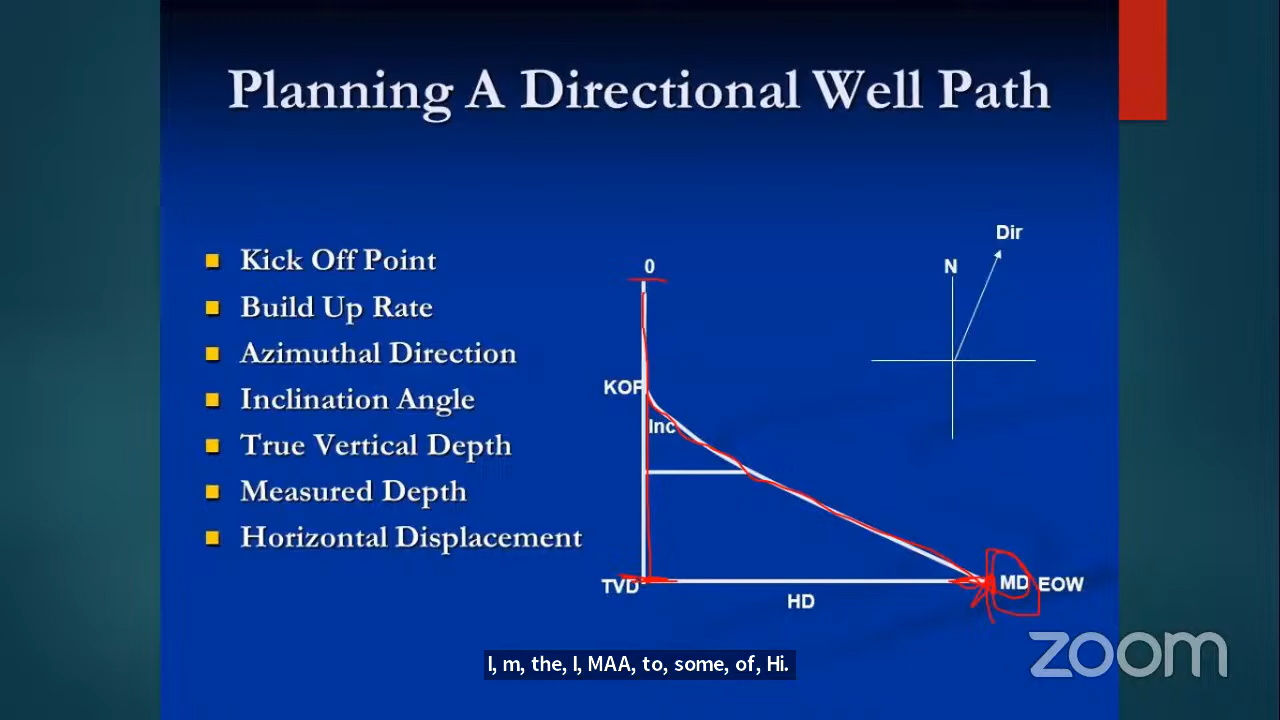 Planning A Directional Well Path
Kick Off Point
Build Up Rate
Azimuthal Direction
Inclination Angle
True Vertical Depth
Measured Depth
Horizontal Displacement
Dir
0
N
KOP
Inc
TVD
HD
MD
EOW
zoom
I, m, the, I, MAA, to, some, of, Hi.